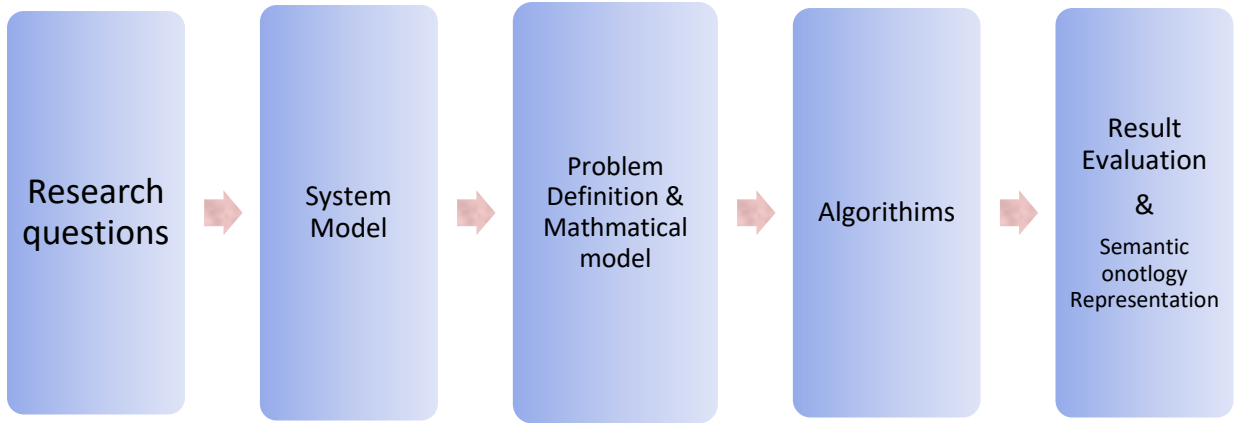 Research
questions
System
Model
Problem
Definition &
Mathmatical
model
Algorithims
Result
Evaluation
&
Semantic
onotlogy
Representation